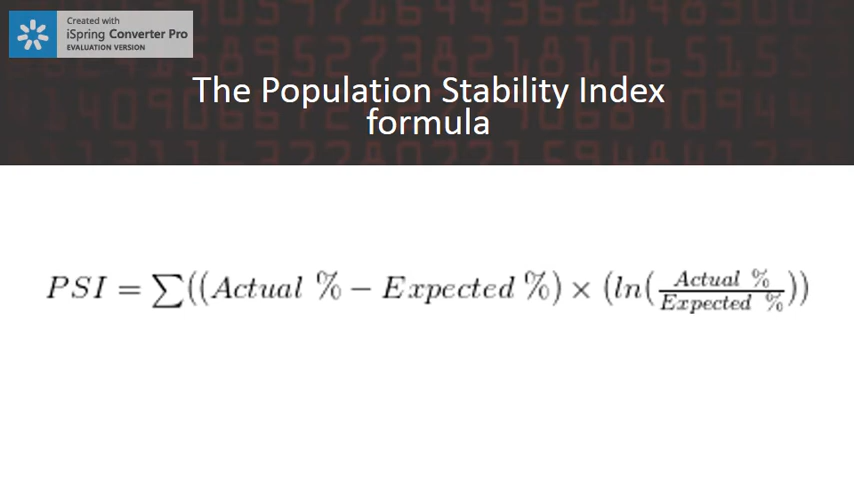 Created with
iSpring Converter Pro
EVALUATION VERSION
The Population Stability Index
formula
PSI = ∑((Actual % − Expected %) × (ln(Actual %/Expected %)))